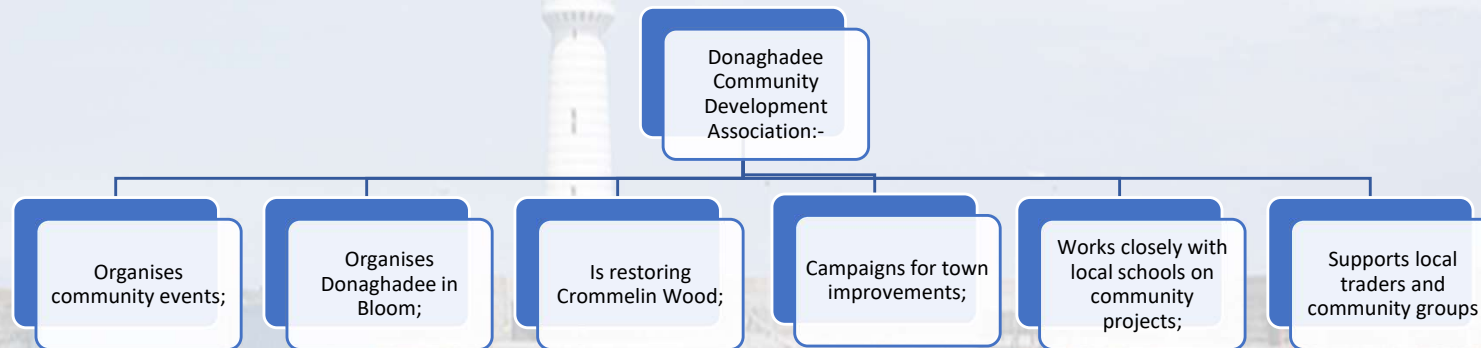 Donaghadee
Community
Development
Association:-
Organises
community events;
Organises
Donaghadee in
Bloom;
Is restoring
Crommelin Wood;
Campaigns for town
improvements;
Works closely with
local schools on
community
projects;
Supports local
traders and
community groups